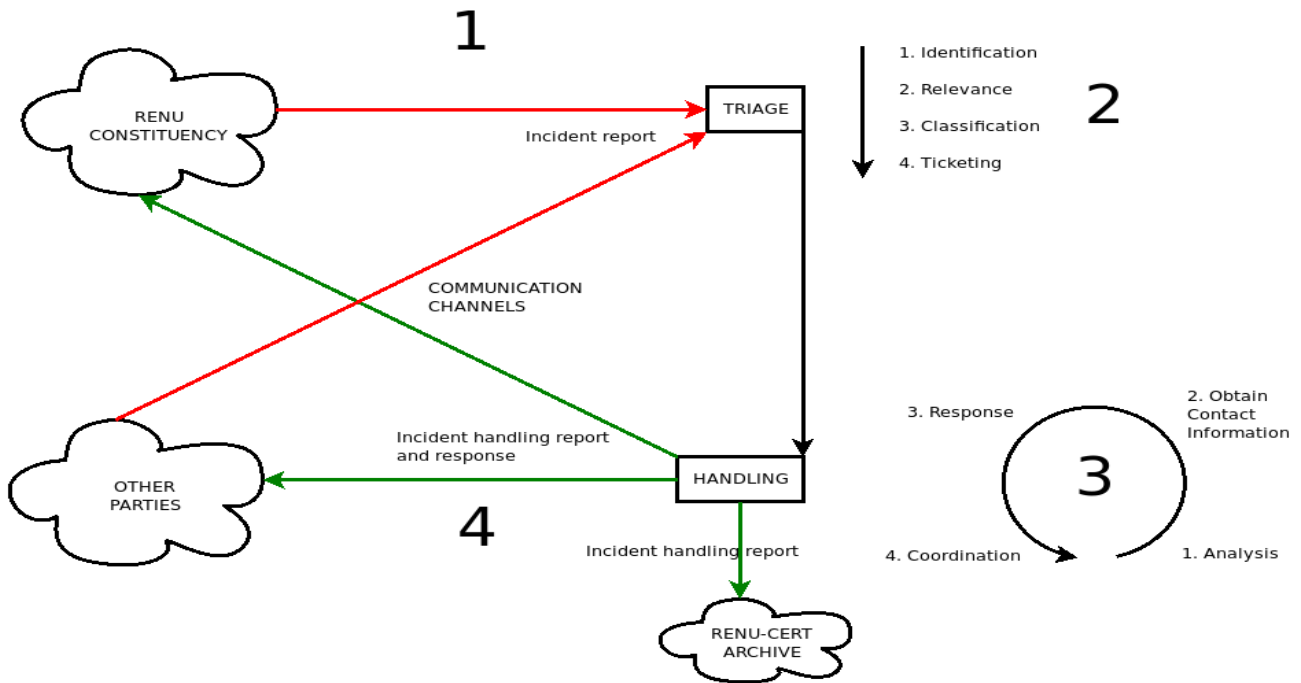 1
RENU
CONSTITUENCY
Incident report
TRIAGE
1. Identification
2. Relevance
3. Classification
4. Ticketing
2
COMMUNICATION
CHANNELS
OTHER
PARTIES
Incident handling report
and response
4
HANDLING
Incident handling report
RENU-CERT
ARCHIVE
3. Response
2. Obtain
Contact
Information
3
4. Coordination
1. Analysis